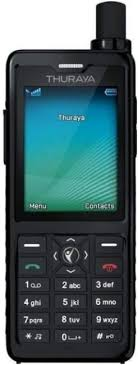 THURAYA
Thuraya
Menu Contacts
1 2 abc 3 def
4 ghi 5 jkl 6 mno
7 pqrs 8 tuv 9 wxyz
* 0 #